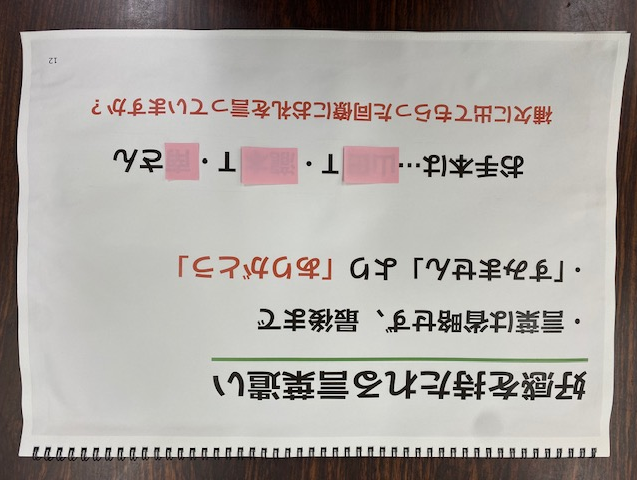 好感を持たれる言葉遣い
・言葉は省略せず、最後まで
・「すみません」より「ありがとう」
お手本は… T・ T・ さん
補欠に出てもらった同僚にお礼を言っていますか？
12